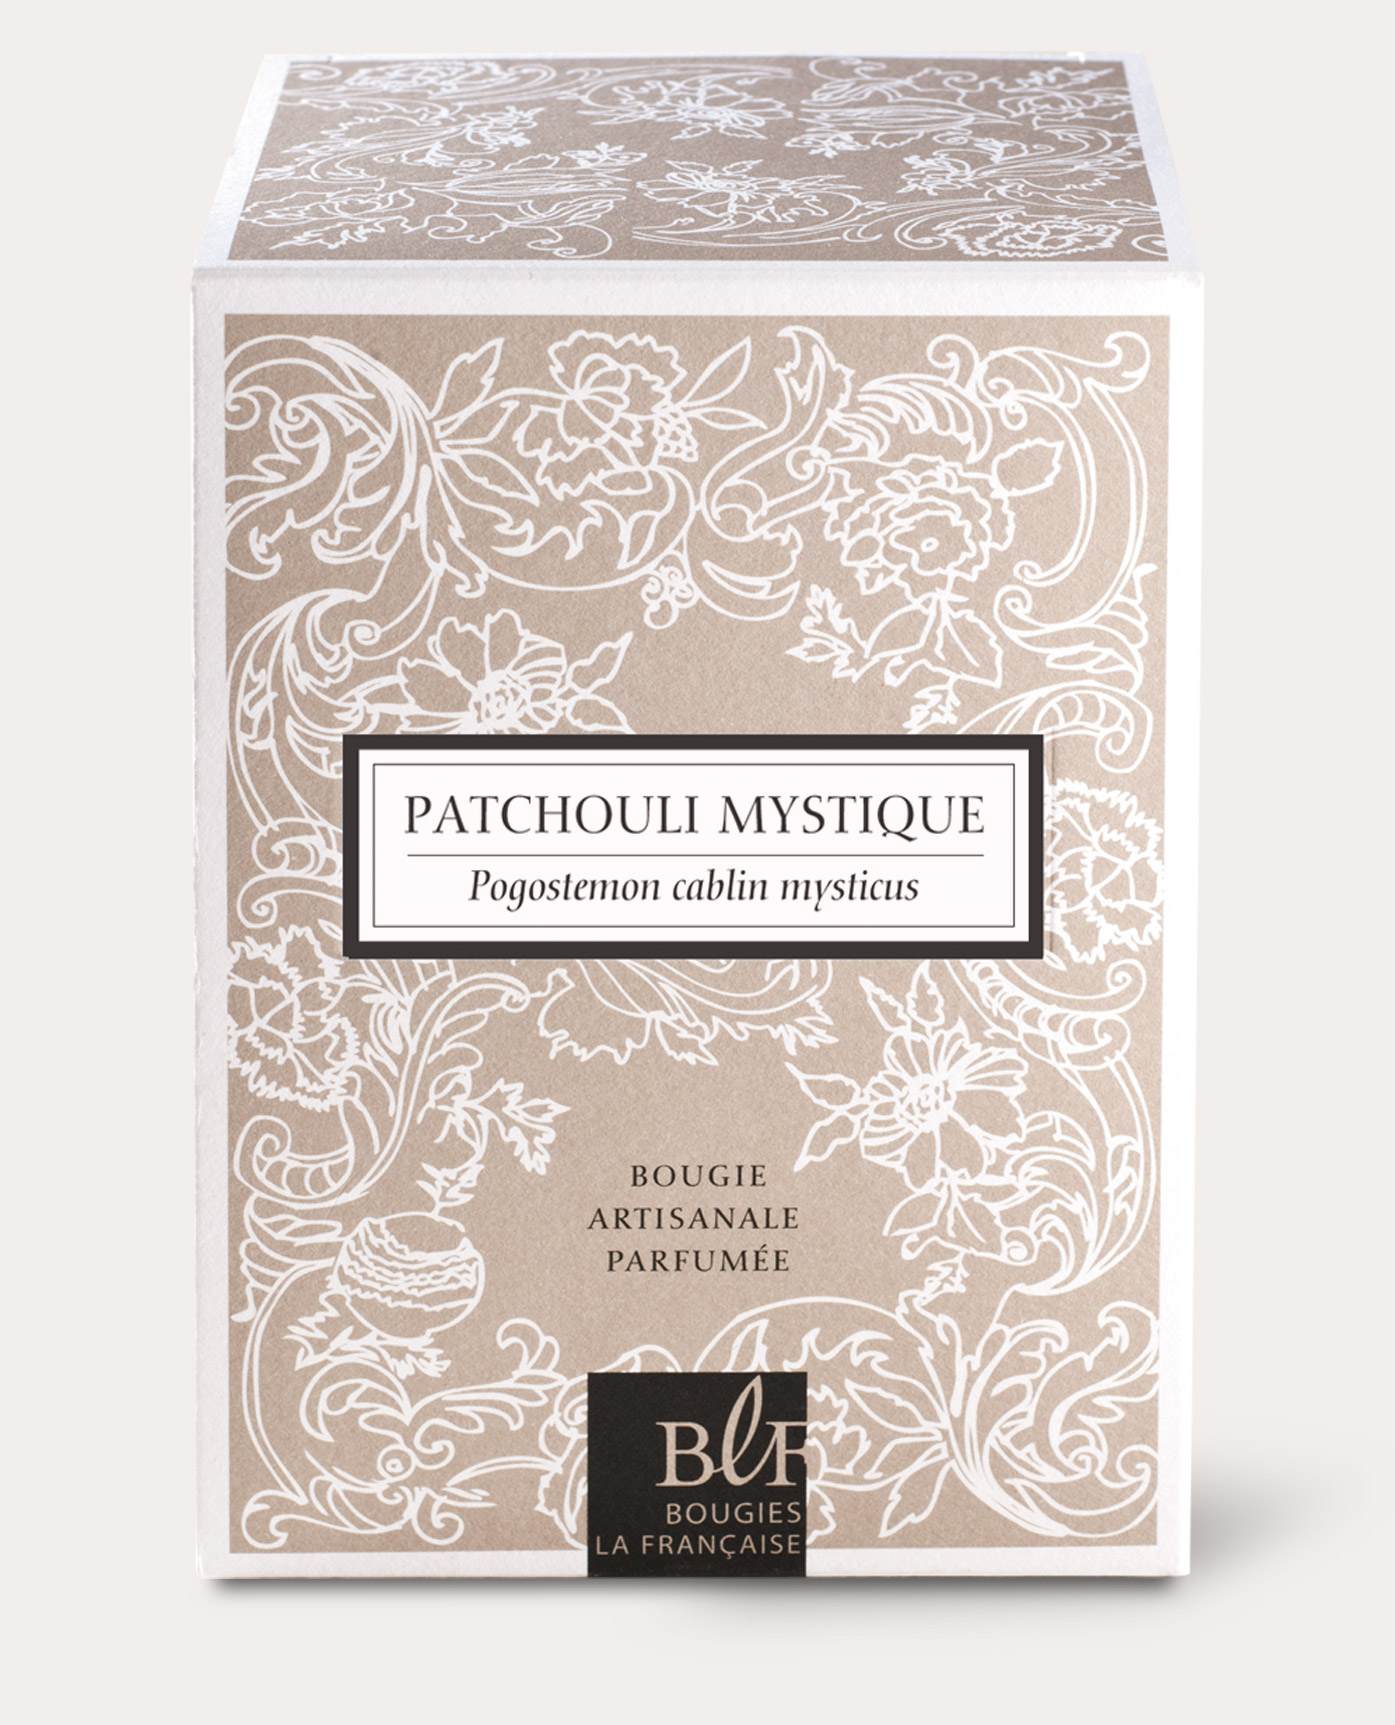 PATCHOULI MYSTIQUE
Pogostemon cablin mysticus
BOUGIE
ARTISANALE
PARFUMÉE
BLF
BOUGIES
LA FRANÇAISE